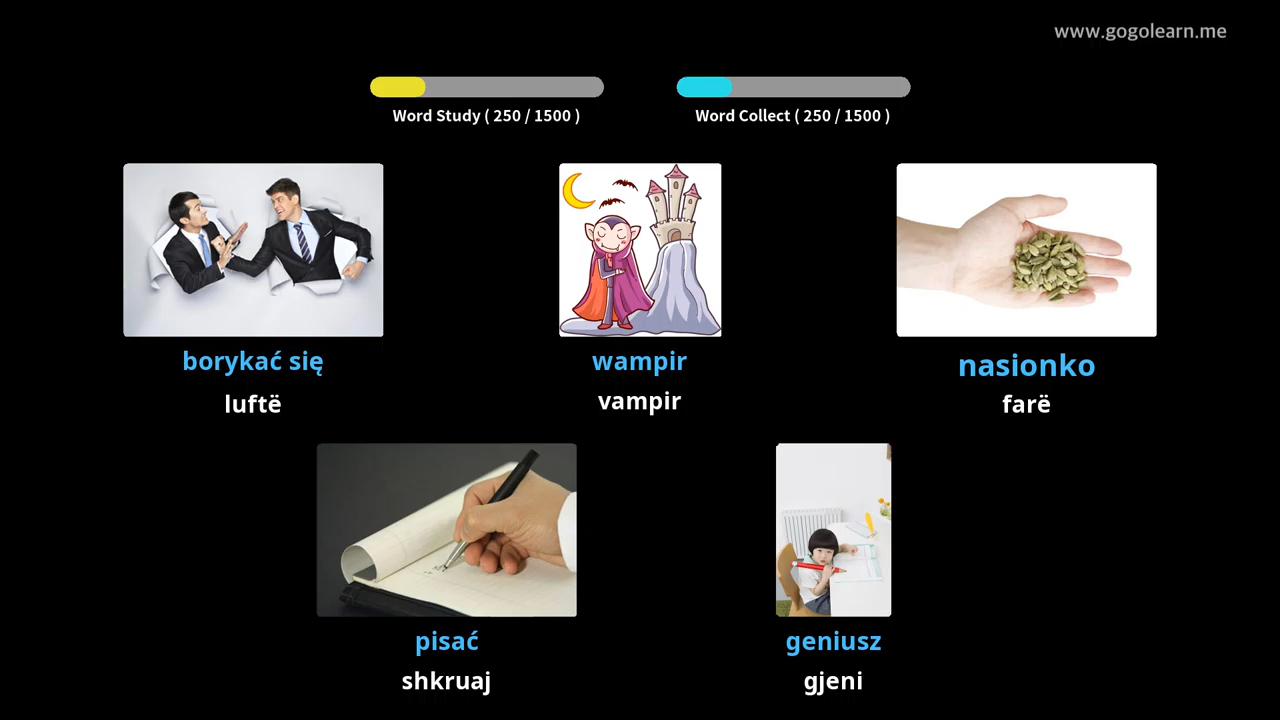 www.gogolearn.me
Word Study ( 250 / 1500 )
Word Collect ( 250 / 1500 )
borykać się
luftë
wampir
vampir
nasionko
farë
pisać
shkruaj
geniusz
gjeni